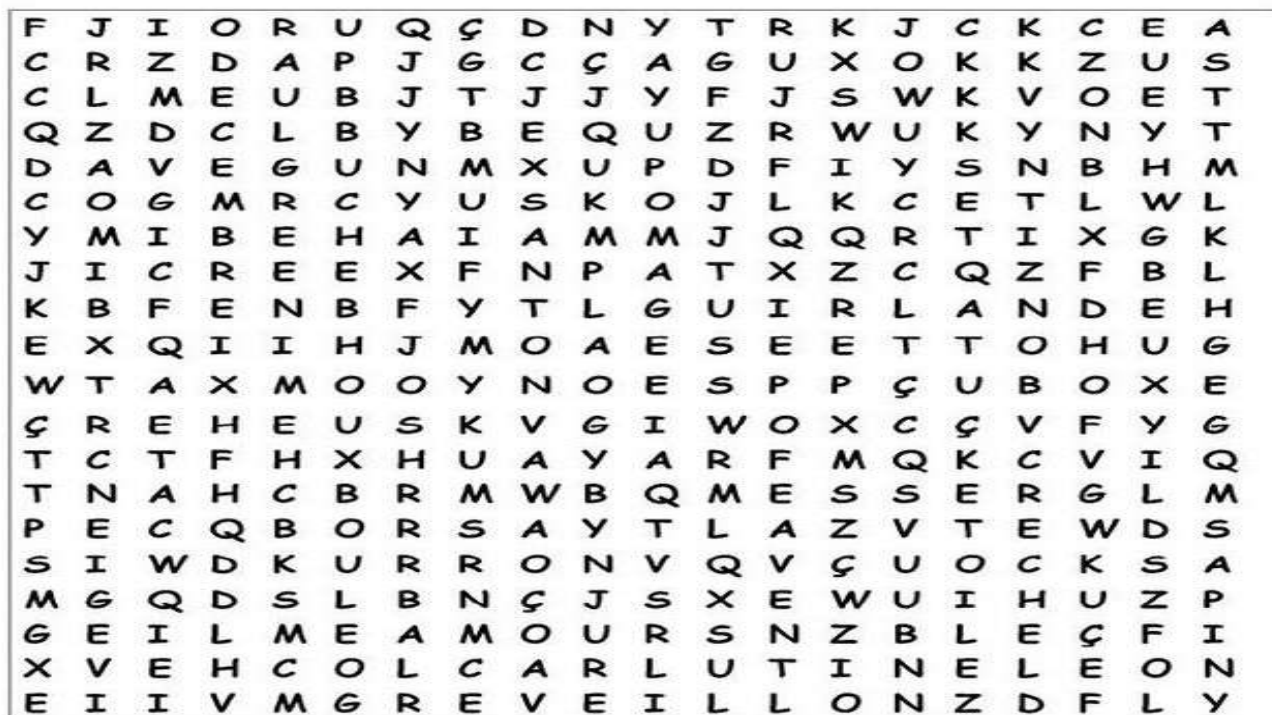 F J I O R U Q Ç D N Y T R K J C K C E A
C R Z D A P J G C Ç A G U X O K K Z U S
C L M E U B J T J J Y F J S W K V O E T
Q Z D C L B Y B E Q U Z R W U K Y N Y T
D A V E G U N M X U P D F I Y S N B H M
C O G M R C Y U S K O J L K C E T L W L
Y M I B E H A I A M M J Q Q R T I X G K
J I C R E E X F N P A T X Z C Q Z F B L
K B F E N B F Y T L G U I R L A N D E H
E X Q I I H J M O A E S E E T T O H U G
W T A X M O O Y N O E S P P Ç U B O X E
Ç R E H E U S K V G I W O X C Ç V F Y G
T C T F H X H U A Y A R F M Q K C V I Q
T N A H C B R M W B Q M E S S E R G L M
P E C Q B O R S A Y T L A Z V T E W D S
S I W D K U R R O N V Q V Ç U O C K S A
M G Q D S L B N Ç J S X E W U I H U Z P
G E I L M E A M O U R S N Z B L E Ç F I
X V E H C O L C A R L U T I N E L E O N
E I I V M G R E V E I L L O N Z D F L Y